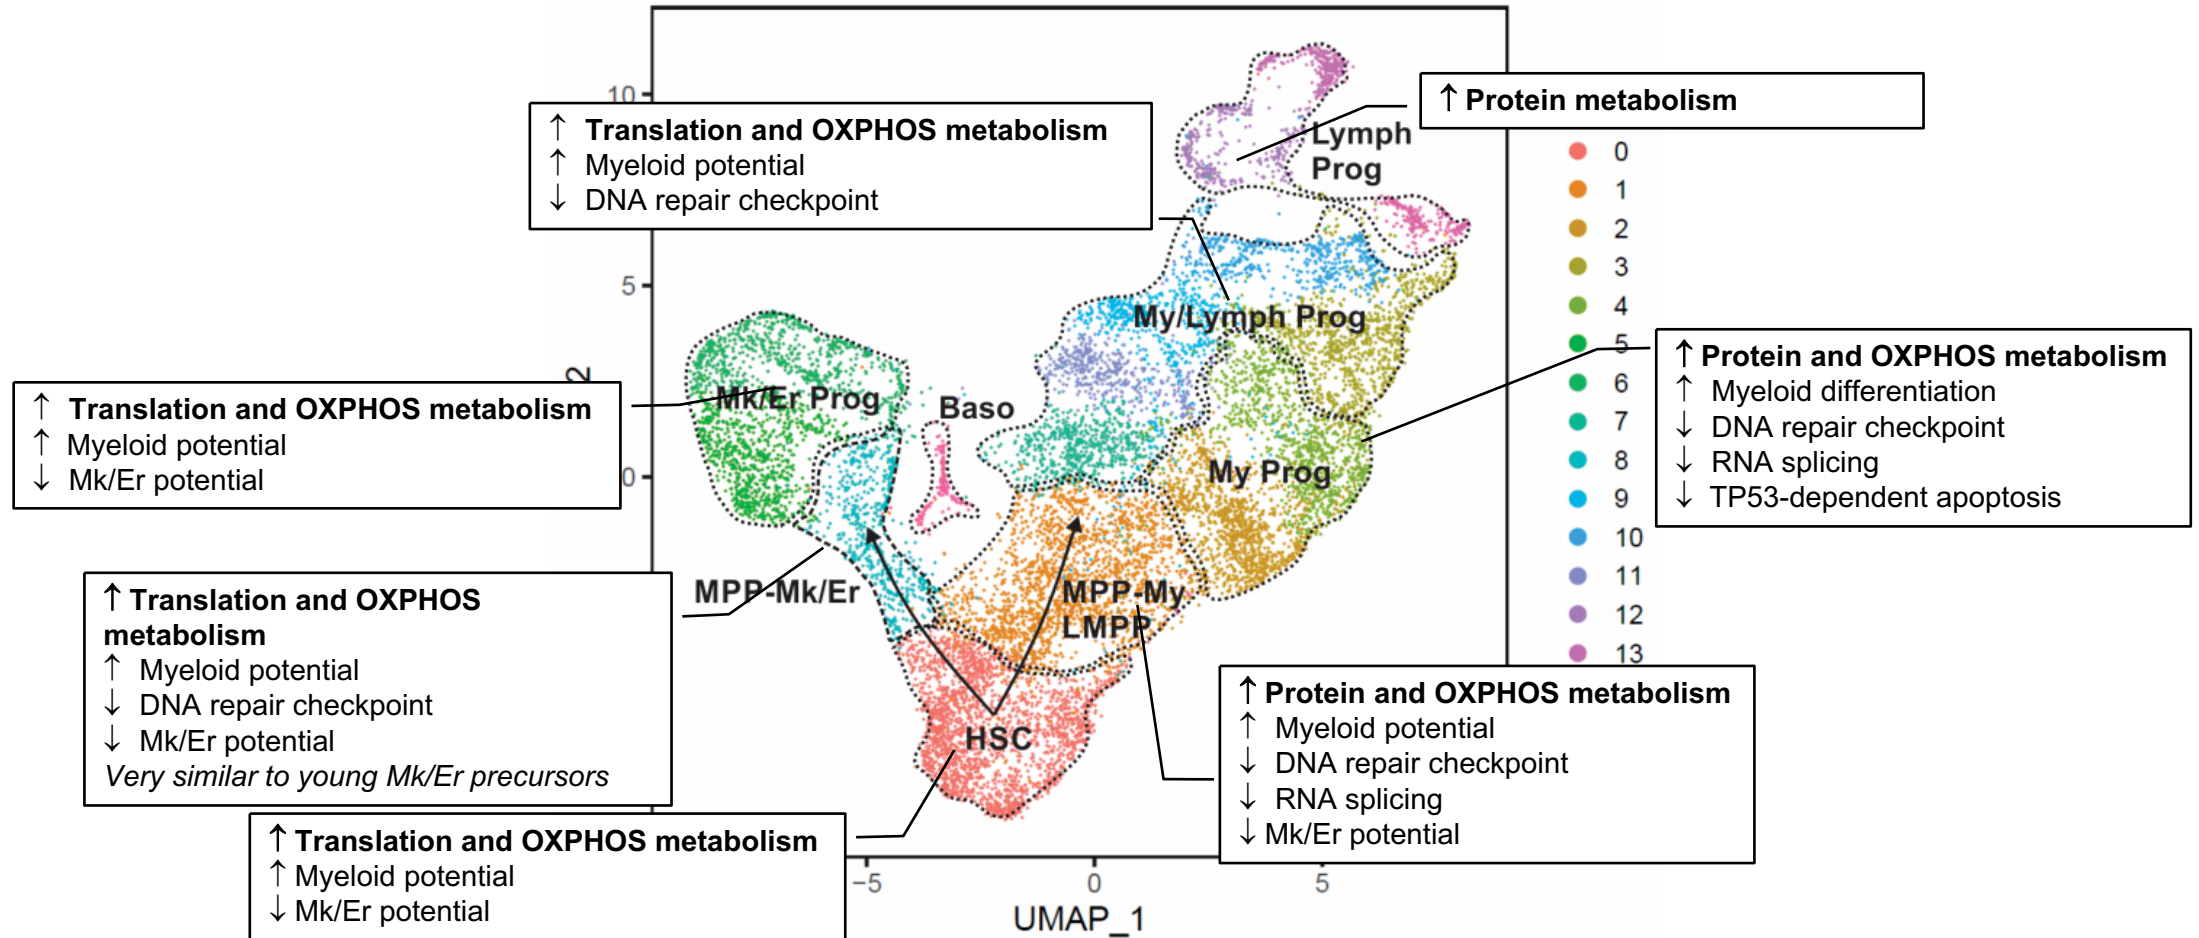 10
5
0
2
−5
0
5
UMAP_1
↑ Translation and OXPHOS metabolism
↑ Myeloid potential
↓ DNA repair checkpoint
↑ Protein metabolism
Lymph
Prog
My/Lymph Prog
Mk/Er Prog
Baso
My Prog
MPP-Mk/Er
MPP-My
LMPP
HSC
0
1
2
3
4
5
6
7
8
9
10
11
12
13
↑ Protein and OXPHOS metabolism
↑ Myeloid differentiation
↓ DNA repair checkpoint
↓ RNA splicing
↓ TP53-dependent apoptosis
↑ Translation and OXPHOS metabolism
↑ Myeloid potential
↓ Mk/Er potential
↑ Translation and OXPHOS
metabolism
↑ Myeloid potential
↓ DNA repair checkpoint
↓ Mk/Er potential
Very similar to young Mk/Er precursors
↑ Protein and OXPHOS metabolism
↑ Myeloid potential
↓ DNA repair checkpoint
↓ RNA splicing
↓ Mk/Er potential
↑ Translation and OXPHOS metabolism
↑ Myeloid potential
↓ Mk/Er potential